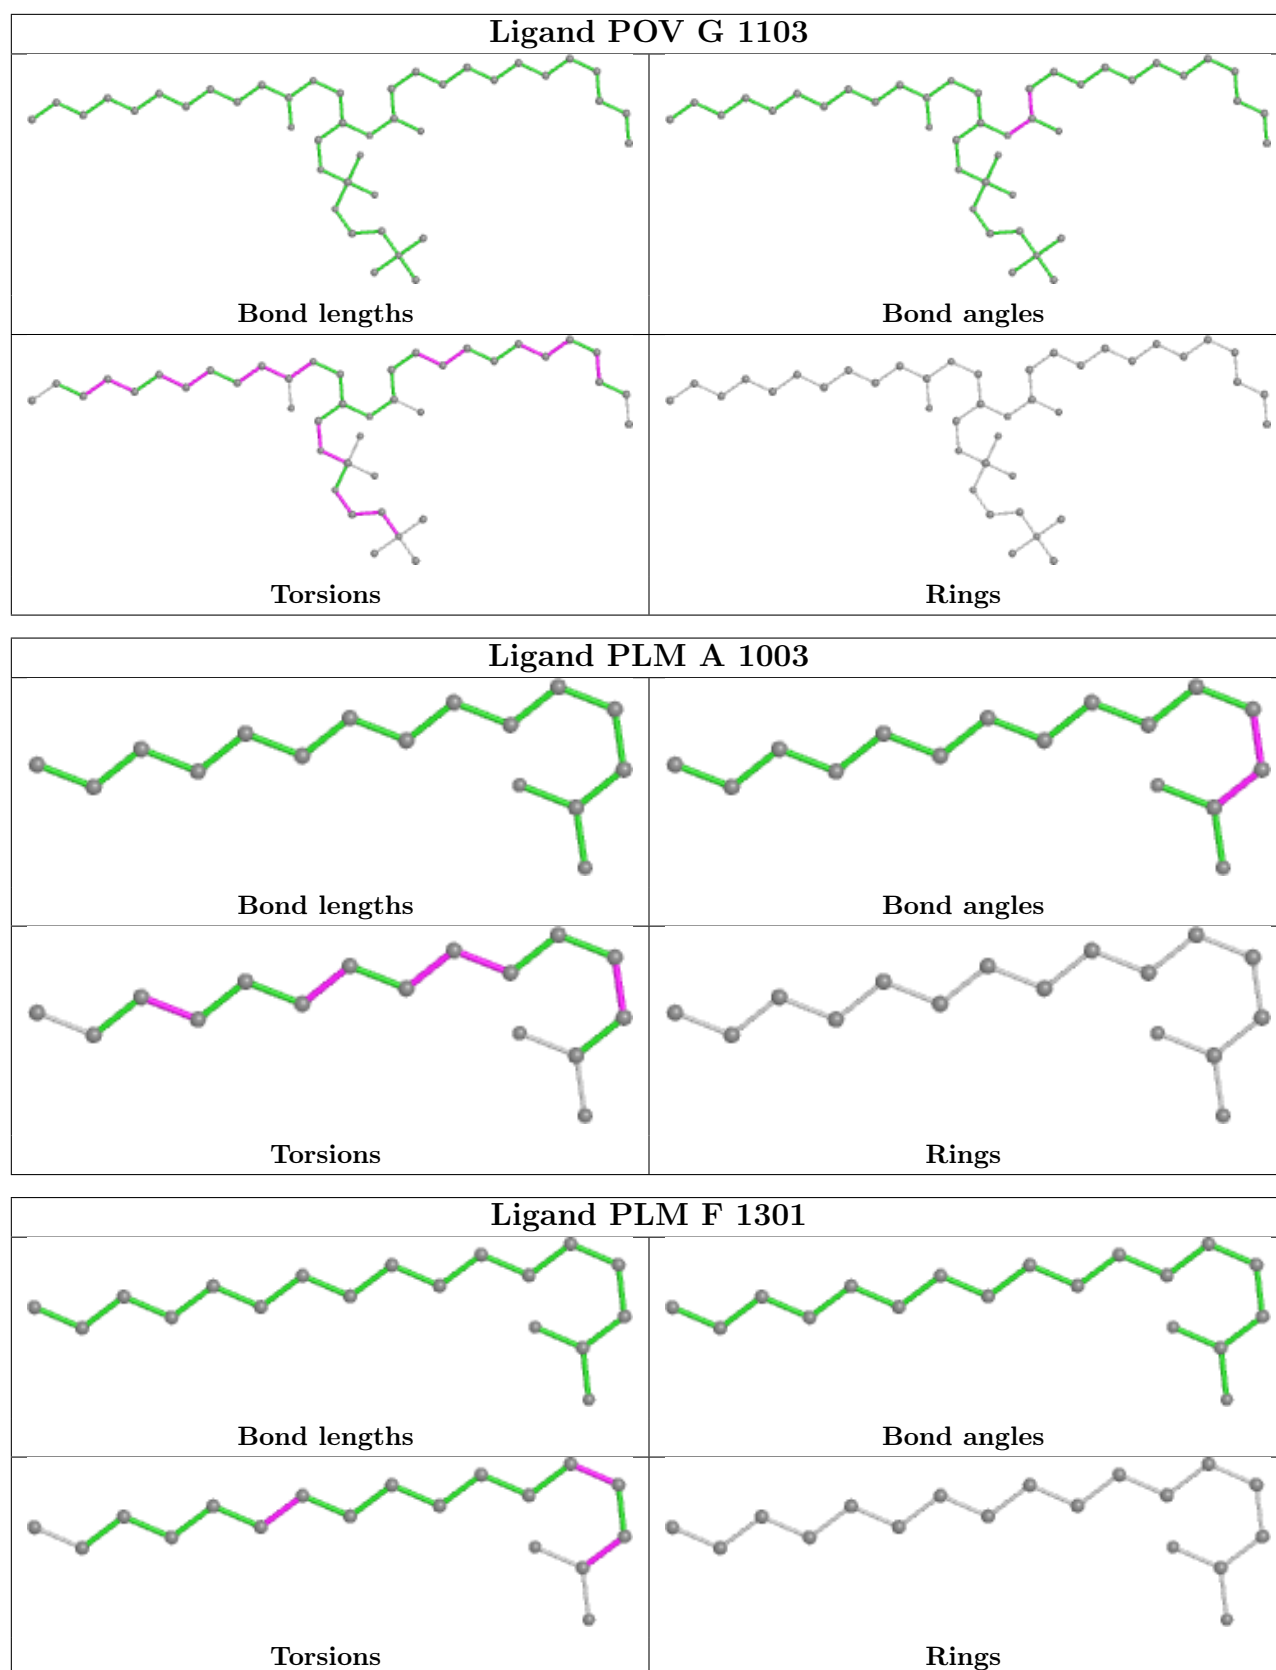 Ligand POV G 1103
Bond lengths
Bond angles
Torsions
Rings
Ligand PLM A 1003
Bond lengths
Bond angles
Torsions
Rings
Ligand PLM F 1301
Bond lengths
Bond angles
Torsions
Rings